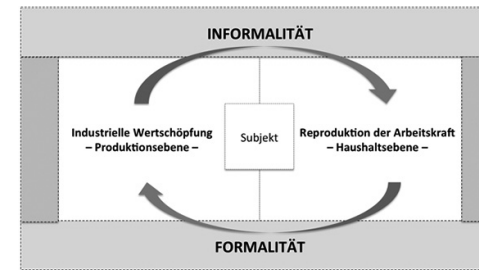 INFORMALITÄT
Industrielle Wertschöpfung
– Produktionsebene –
Subjekt
Reproduktion der Arbeitskraft
– Haushaltsebene –
FORMALITÄT